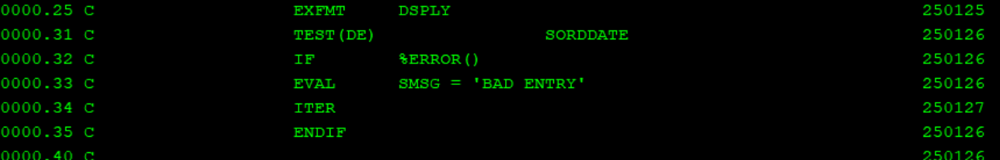 0000.25 C EXFMT DSPLY 250125
0000.31 C TEST(DE) SORDDATE 250126
0000.32 C IF %ERROR() 250126
0000.33 C EVAL SMSG = 'BAD ENTRY' 250126
0000.34 C ITER 250127
0000.35 C ENDIF 250126
0000.40 C 250126